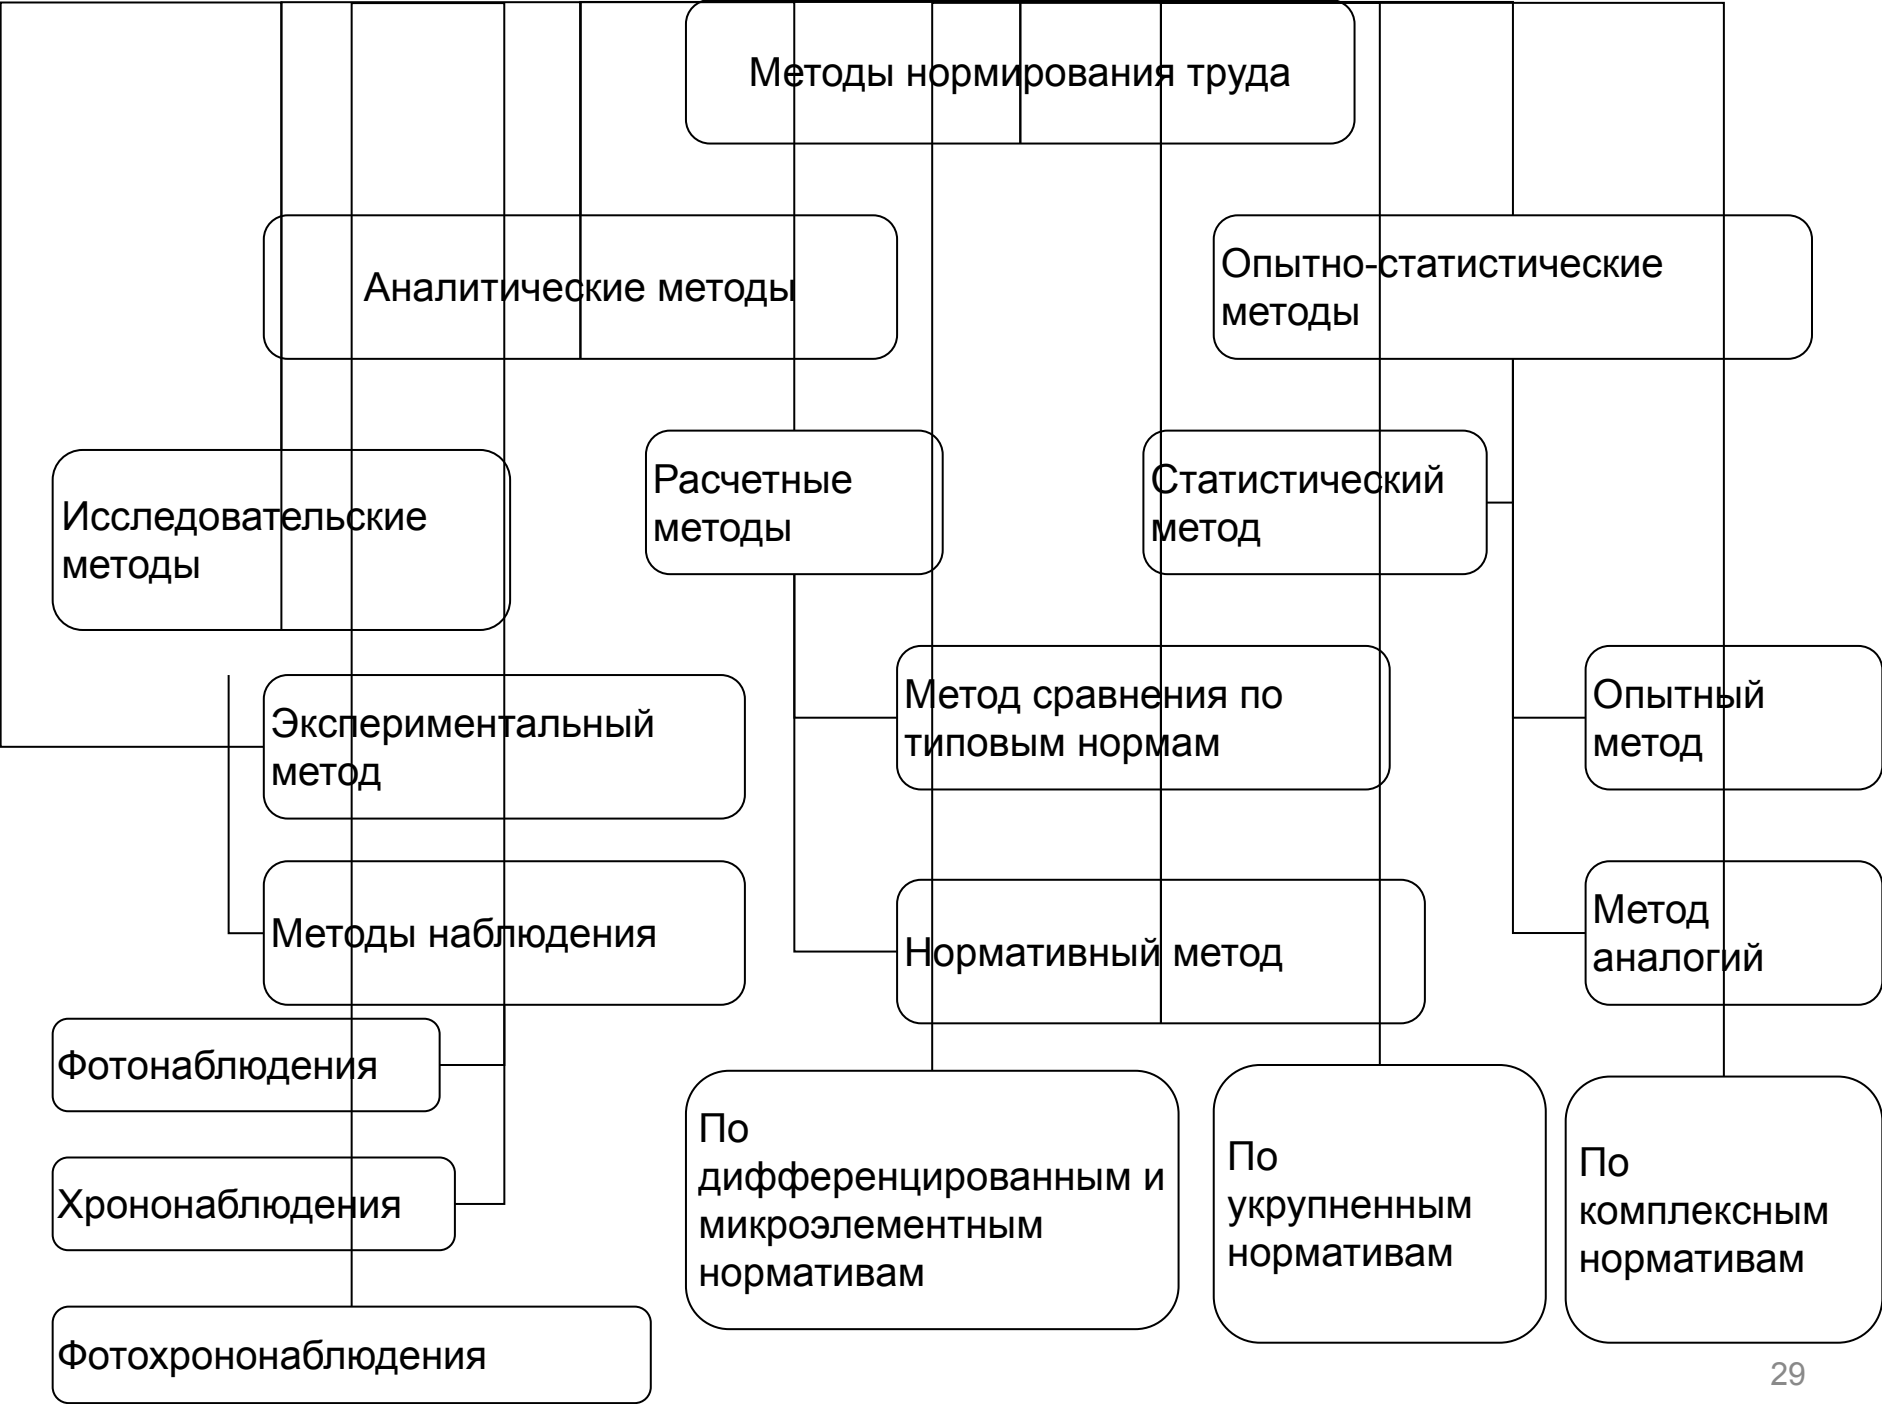 Методы нормирования труда
Аналитические методы
Опытно-статистические
методы
Исследовательские
методы
Расчетные
методы
Статистический
метод
Экспериментальный
метод
Метод сравнения по
типовым нормам
Опытный
метод
Методы наблюдения
Нормативный метод
Метод
аналогий
Фотонаблюдения
Хрононаблюдения
Фотохрононаблюдения
По
дифференцированным и
микроэлементным
нормативам
По
укрупненным
нормативам
По
комплексным
нормативам
29